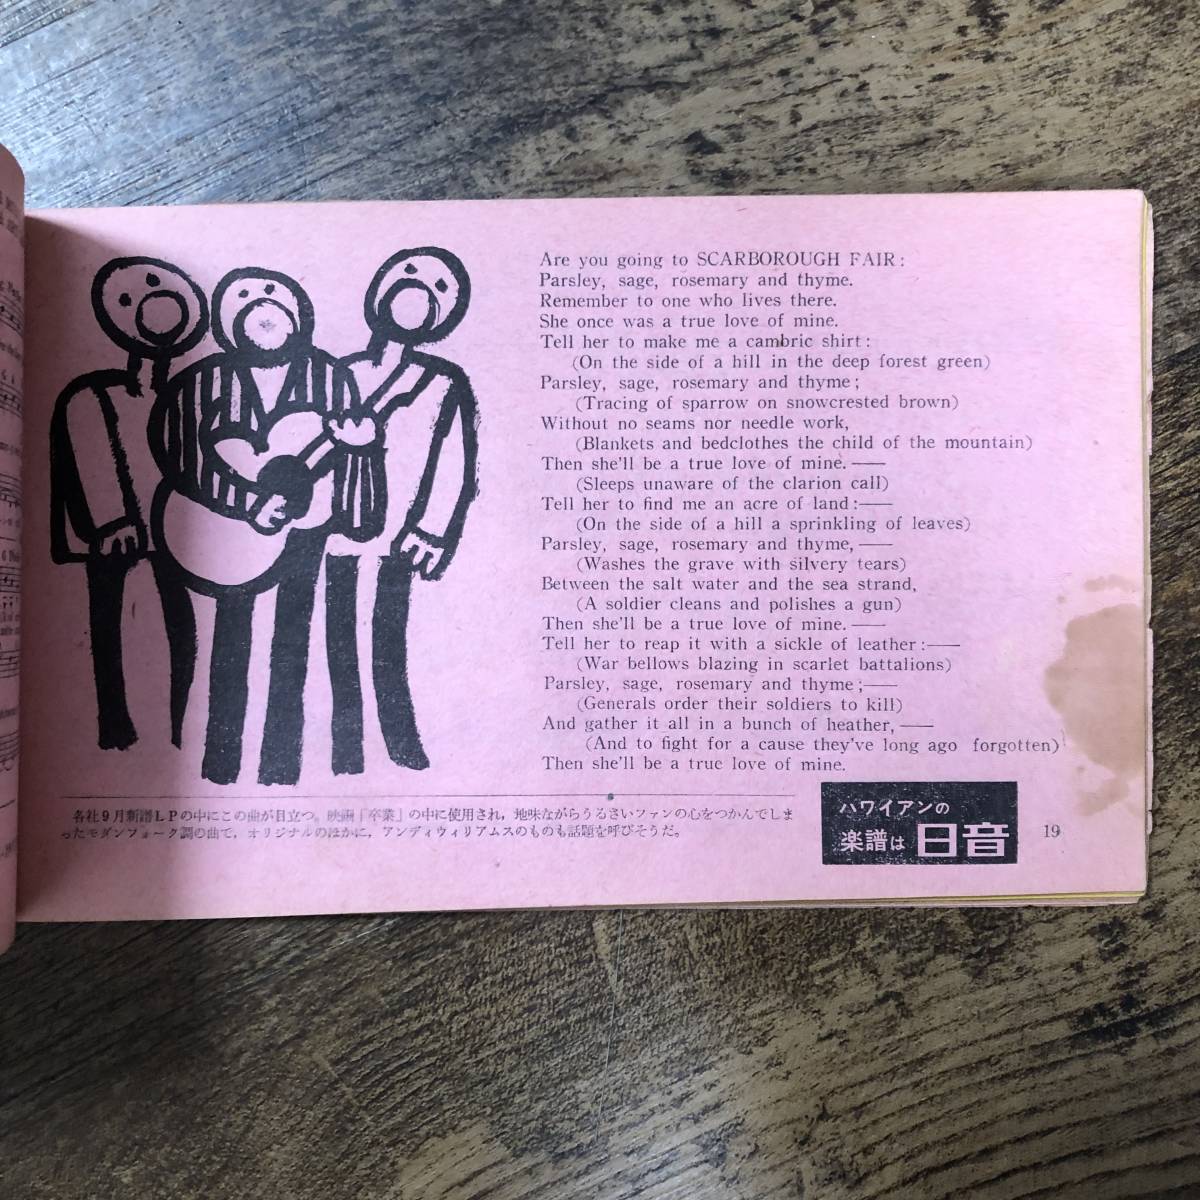 Are you going to SCARBOROUGH FAIR:
Parsley, sage, rosemary and thyme.
Remember to one who lives there.
She once was a true love of mine.
Tell her to make me a cambric shirt:
(On the side of a hill in the deep forest green)
Parsley, sage, rosemary and thyme;
(Tracing of sparrow on snowcrested brown)
Without no seams nor needle work,
(Blankets and bedclothes the child of the mountain)
Then she'll be a true love of mine.——
(Sleeps unaware of the clarion call)
Tell her to find me an acre of land:——
(On the side of a hill a sprinkling of leaves)
Parsley, sage, rosemary and thyme, ——
(Washes the grave with silvery tears)
Between the salt water and the sea strand,
(A soldier cleans and polishes a gun)
Then she'll be a true love of mine. ——
Tell her to reap it with a sickle of leather:——
(War bellows blazing in scarlet battalions)
Parsley, sage, rosemary and thyme;——
(Generals order their soldiers to kill)
And gather it all in a bunch of heather, ——
(And to fight for a cause they've long ago forgotten)
Then she'll be a true love of mine.
各社9月新譜LPの中にこの曲が目立つ。映画「卒業」の中に使用され，地味ながらうるさいファンの心をつかんでしま
ったモダンフォーク調の曲で，オリジナルのほかに，アンディウィリアムスのものも話題を呼びそうだ。
ハワイアンの
楽譜は 日音
19